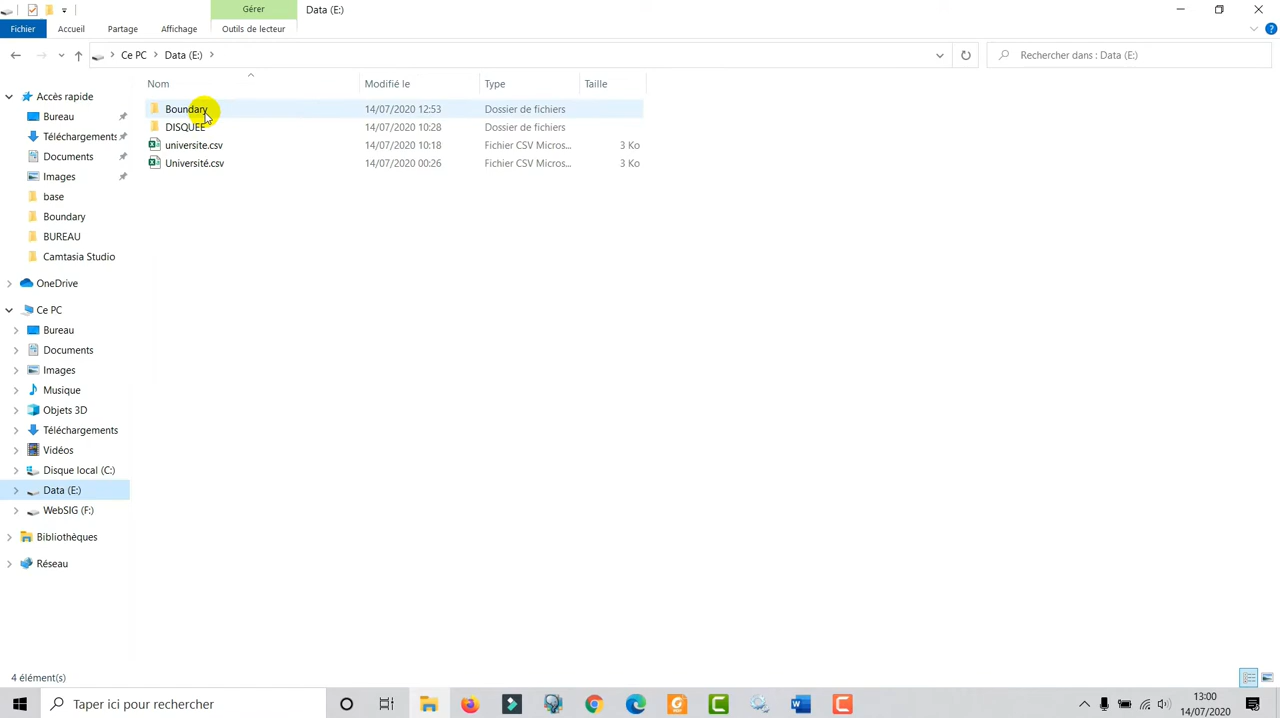 Gérer
Data (E:)
Fichier
Accueil
Partage
Affichage
Outils de lecteur
Ce PC
Data (E:)
Rechercher dans : Data (E:)
Nom
Modifié le
Type
Taille
Boundary
14/07/2020 12:53
Dossier de fichiers
DISQUEE
14/07/2020 10:28
Dossier de fichiers
universite.csv
14/07/2020 10:18
Fichier CSV Micros...
3 Ko
Université.csv
14/07/2020 00:26
Fichier CSV Micros...
3 Ko
Accès rapide
Bureau
Téléchargements
Documents
Images
base
Boundary
BUREAU
Camtasia Studio
OneDrive
Ce PC
Bureau
Documents
Images
Musique
Objets 3D
Téléchargements
Vidéos
Disque local (C:)
Data (E:)
WebSIG (F:)
Bibliothèques
Réseau
4 élément(s)
Taper ici pour rechercher
13:00
14/07/2020